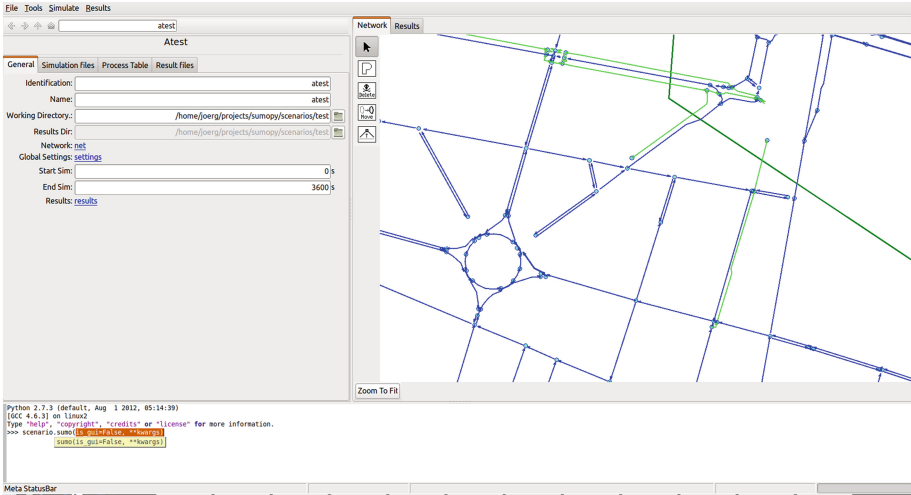 File Tools Simulate Results
atest
Atest
General Simulation files Process Table Result files
Identification: atest
Name: atest
Working Directory.: /home/joerg/projects/sumopy/scenarios/test
Results Dir: /home/joerg/projects/sumopy/scenarios/test
Network: net
Global Settings: settings
Start Sim: 0 s
End Sim: 3600 s
Results: results
Network Results
Delete
Move
Zoom To Fit
Python 2.7.3 (default, Aug  1 2012, 05:14:39)
[GCC 4.6.3] on linux2
Type "help", "copyright", "credits" or "license" for more information.
>>> scenario.sumo(is_gui=False, **kwargs)
sumo(is_gui=False, **kwargs)
Meta StatusBar